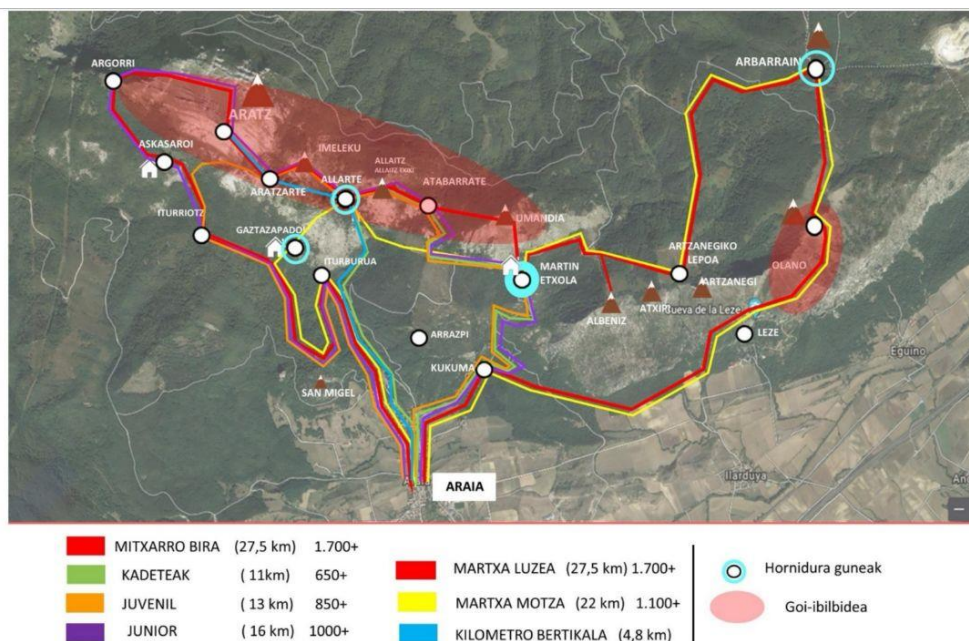 ARGORRI
ARBARRAIN
ARATZ
ASKASAROI
IMELEKU
ALLAITZ
ARATZARTE
ALLARTE
ATABARRATE
ITURRIOTZ
UMANDIA
GAZTAZAPADDI
ITURBURUA
MARTIN
ETXOLA
ARTZANEGIKO
LEPOA
OLANO
ARTZANEGI
ATXIPI
ALBENIZ
Cueva de la Leze
LEZE
ARRAZPI
KUKUMA
SAN MIGEL
Eguino
Ilarduya
ARAIA
MITXARRO BIRA (27,5 km) 1.700+
KADETEAK ( 11km) 650+
JUVENIL ( 13 km) 850+
JUNIOR ( 16 km) 1000+
MARTXA LUZEA (27,5 km) 1.700+
MARTXA MOTZA (22 km) 1.100+
KILOMETRO BERTIKALA (4,8 km)
Hornidura guneak
Goi-ibilbidea